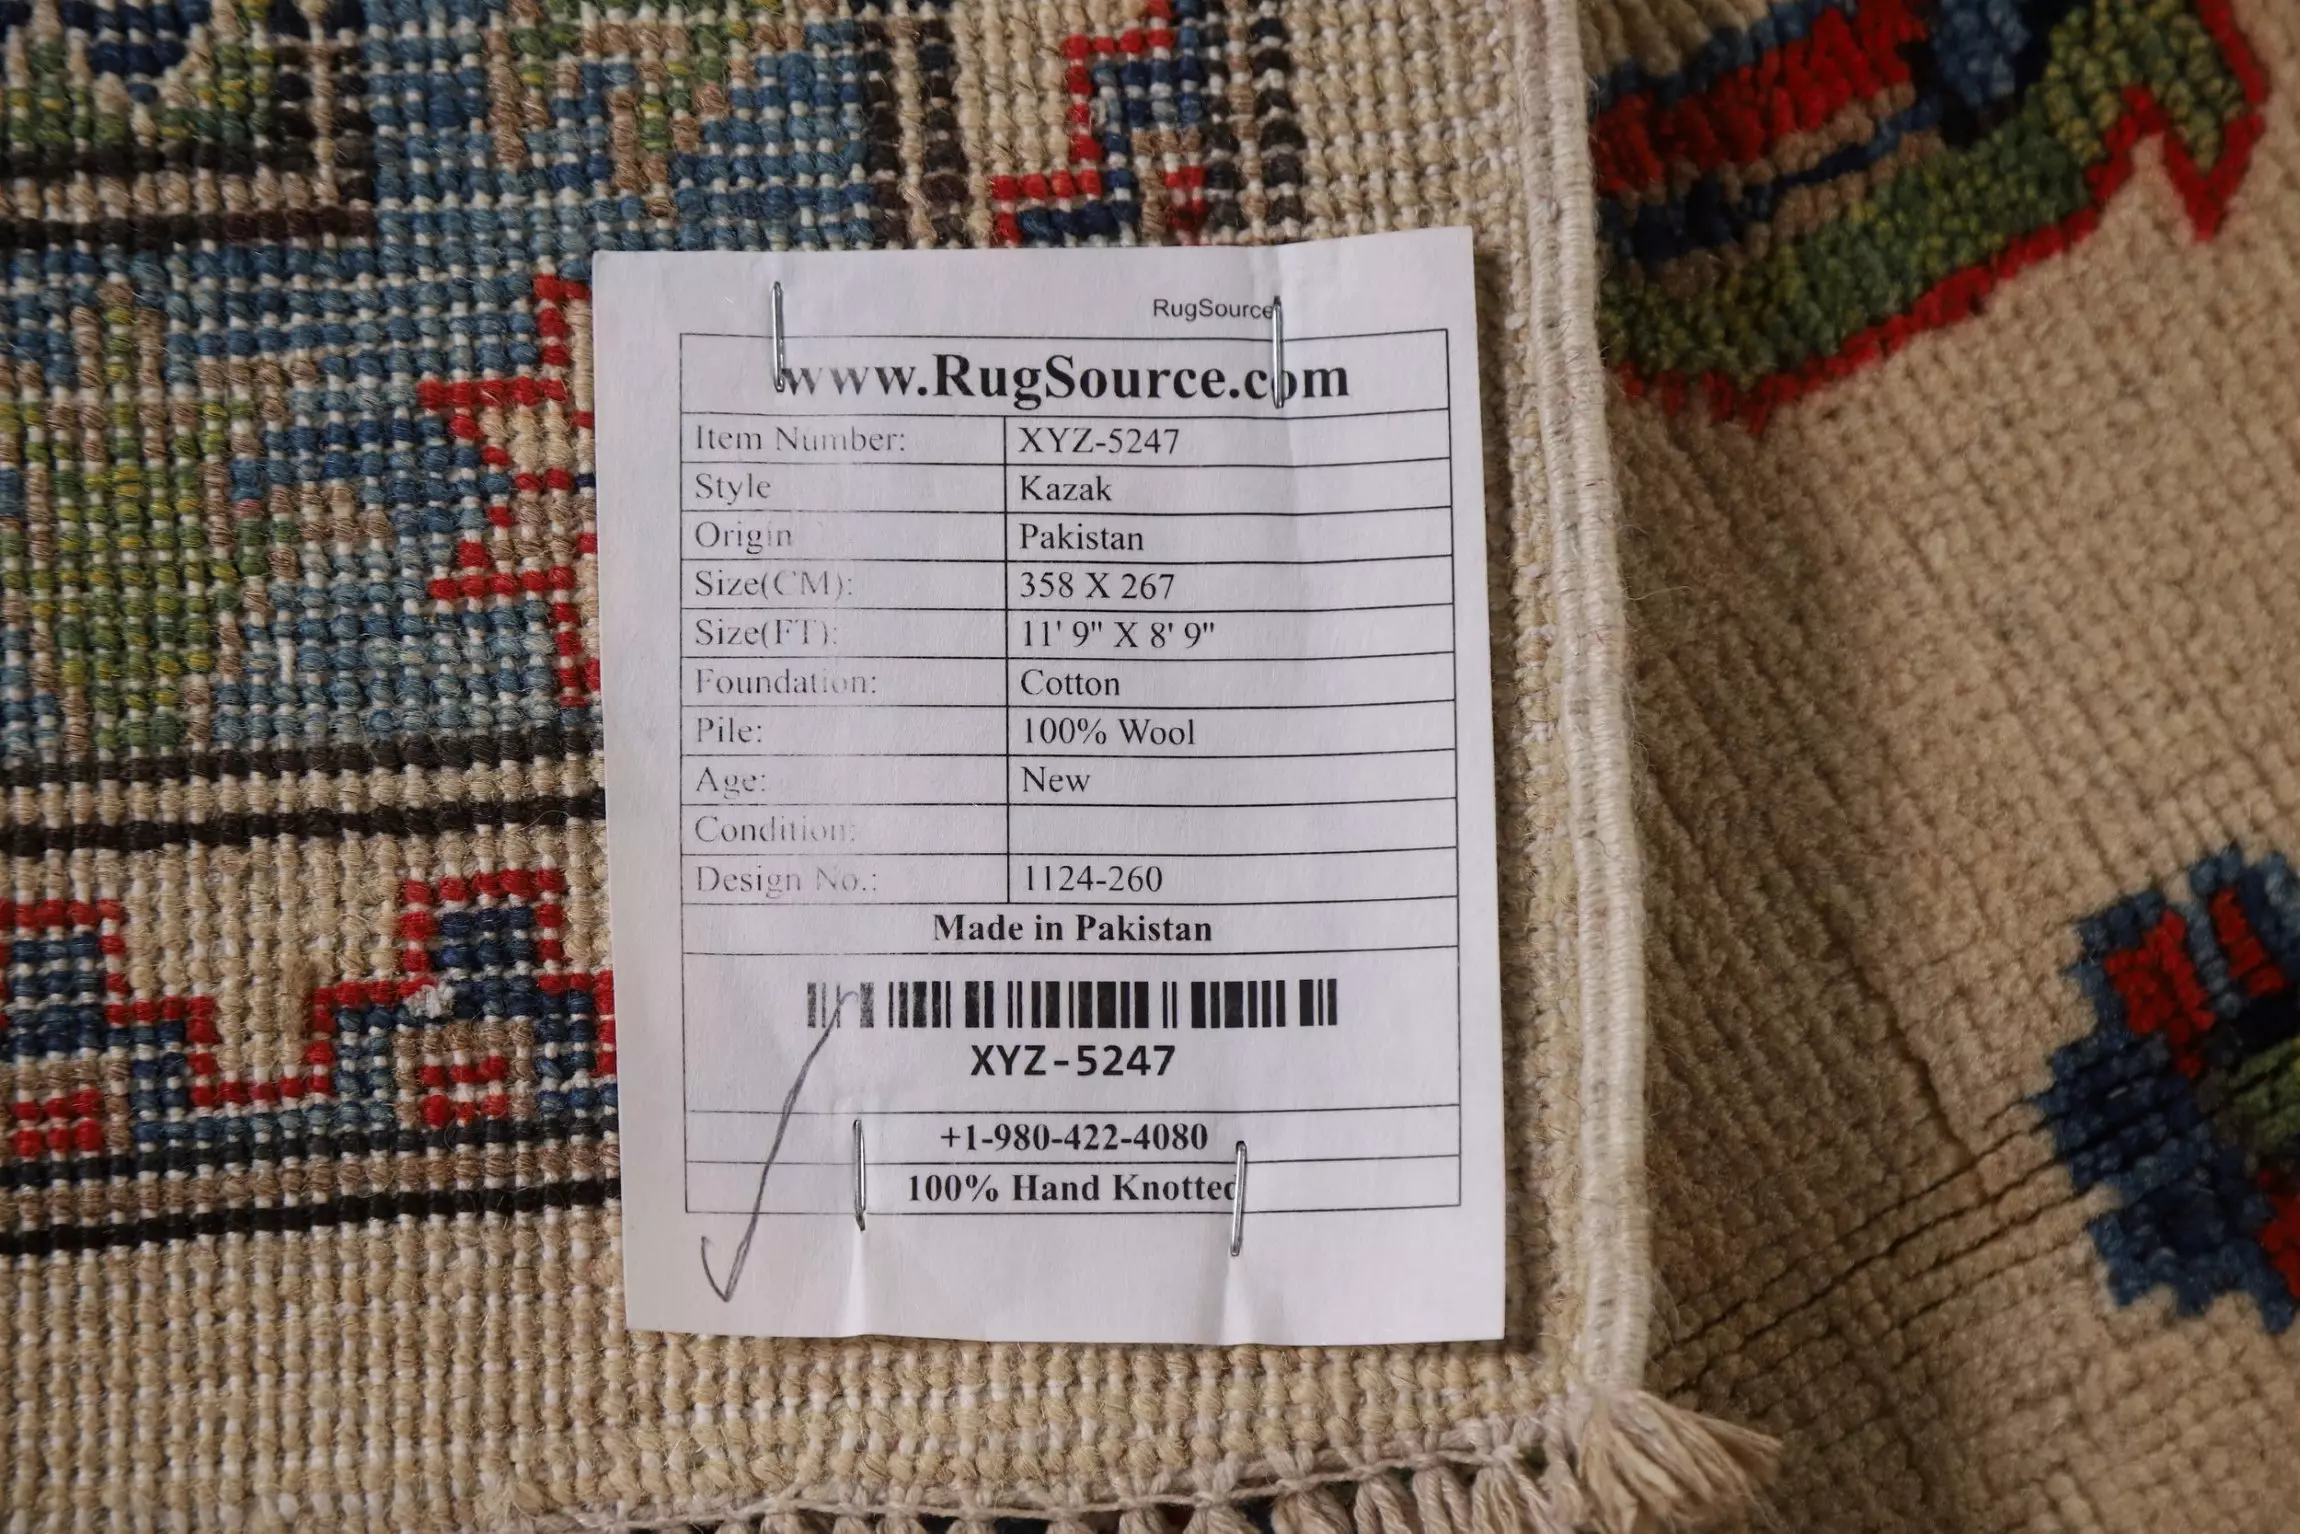 RugSource
www.RugSource.com
Item Number: XYZ-5247
Style Kazak
Origin Pakistan
Size(CM): 358 X 267
Size(FT): 11' 9" X 8' 9"
Foundation: Cotton
Pile: 100% Wool
Age: New
Condition:
Design No.: 1124-260
Made in Pakistan
XYZ-5247
+1-980-422-4080
100% Hand Knotted